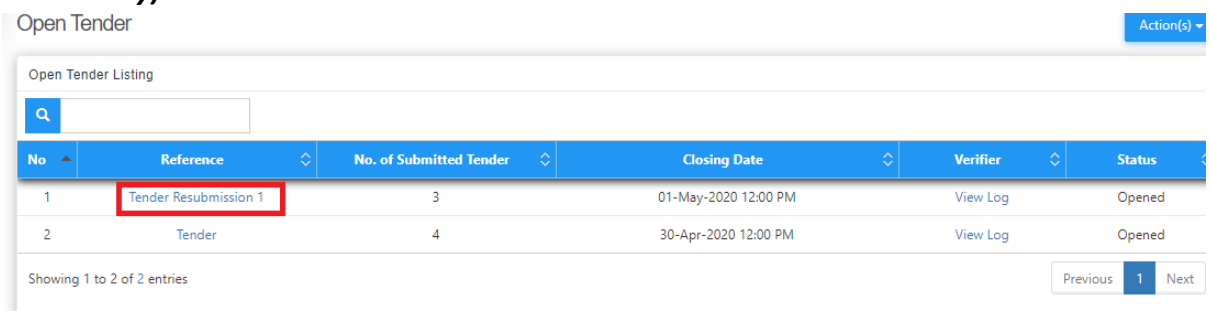 Open Tender
Action(s)
Open Tender Listing
No Reference No. of Submitted Tender Closing Date Verifier Status
1 Tender Resubmission 1 3 01-May-2020 12:00 PM View Log Opened
2 Tender 4 30-Apr-2020 12:00 PM View Log Opened
Showing 1 to 2 of 2 entries
Previous 1 Next